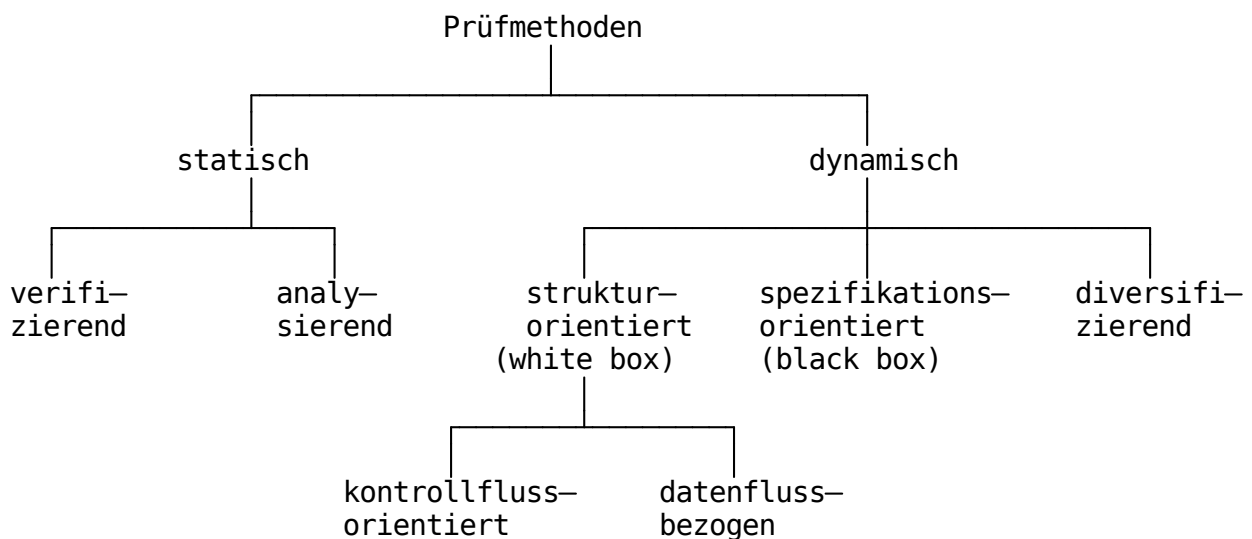 Prüfmethoden
statisch
dynamisch
verifi–
zierend
analy–
sierend
struktur–
orientiert
(white box)
spezifikations–
orientiert
(black box)
diversifi–
zierend
kontrollfluss–
orientiert
datenfluss–
bezogen